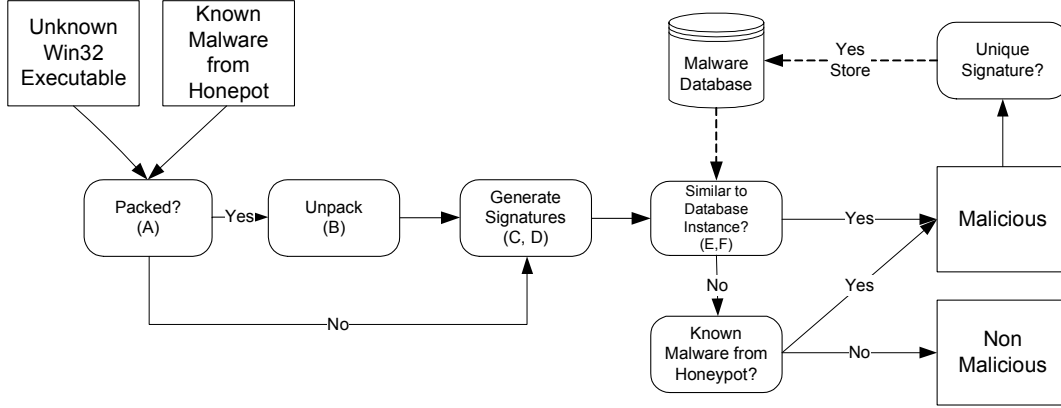 Unknown
Win32
Executable
Known
Malware
from
Honepot
Malware
Database
Yes
Store
Unique
Signature?
Packed?
(A)
Yes
Unpack
(B)
Generate
Signatures
(C, D)
Similar to
Database
Instance?
(E,F)
Yes
Malicious
No
Yes
No
Known
Malware from
Honeypot?
No
Non
Malicious